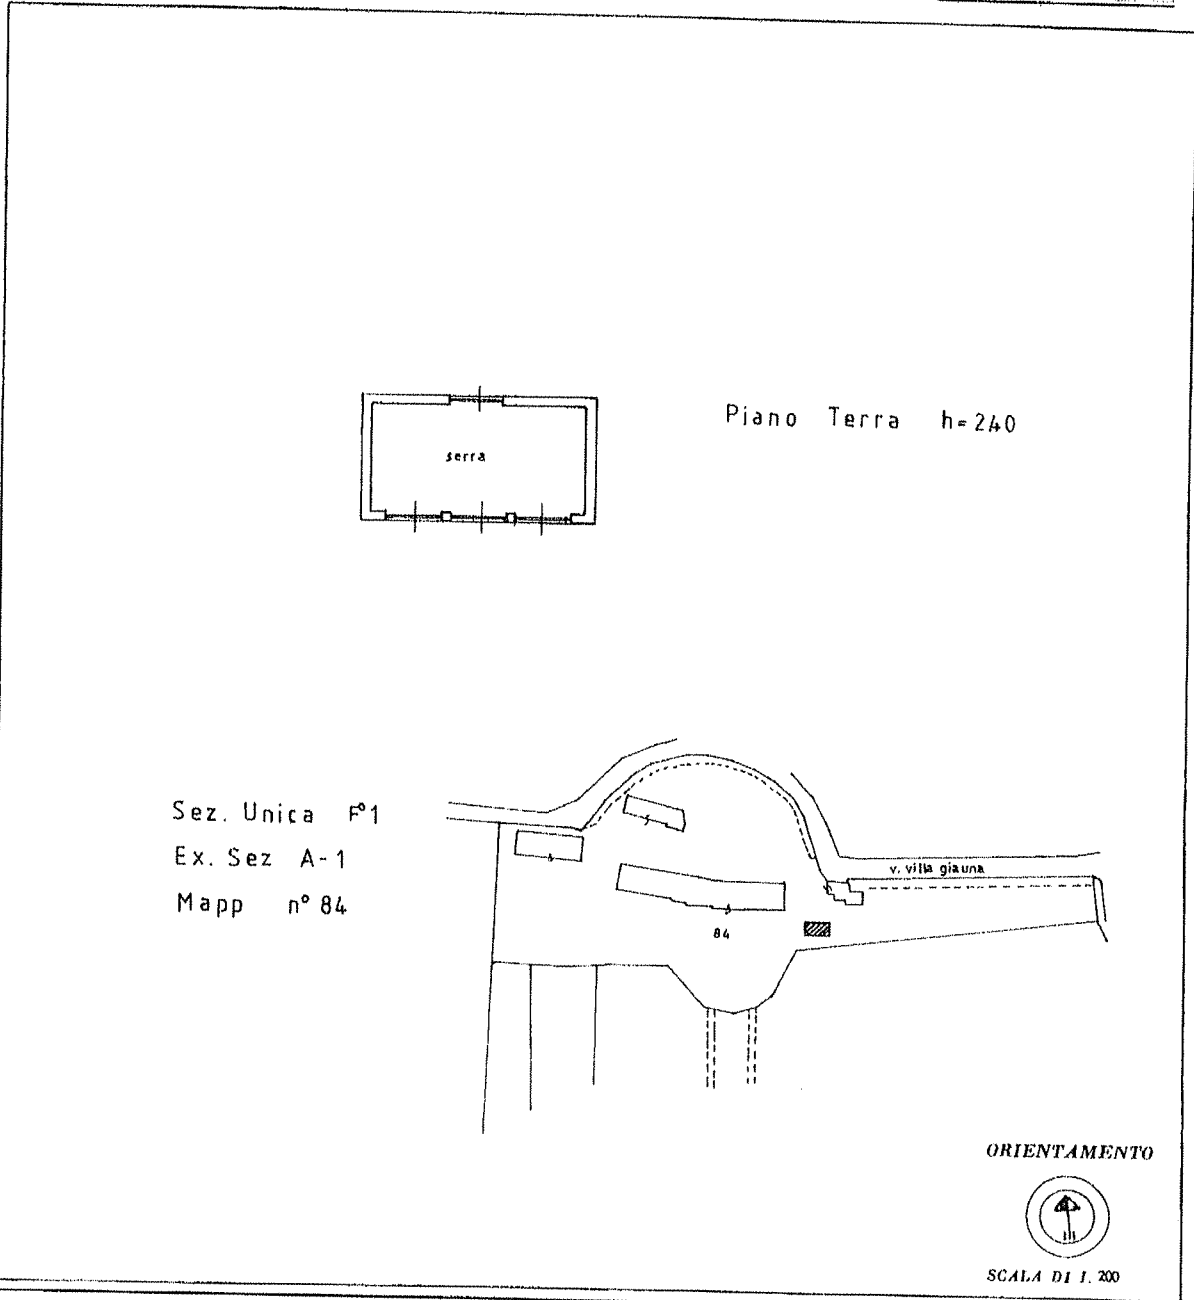 serra
Piano Terra h=240
Sez. Unica F°1
Ex. Sez A-1
Mapp n° 84
v. villa giauna
84
ORIENTAMENTO
SCALA DI 1. 200